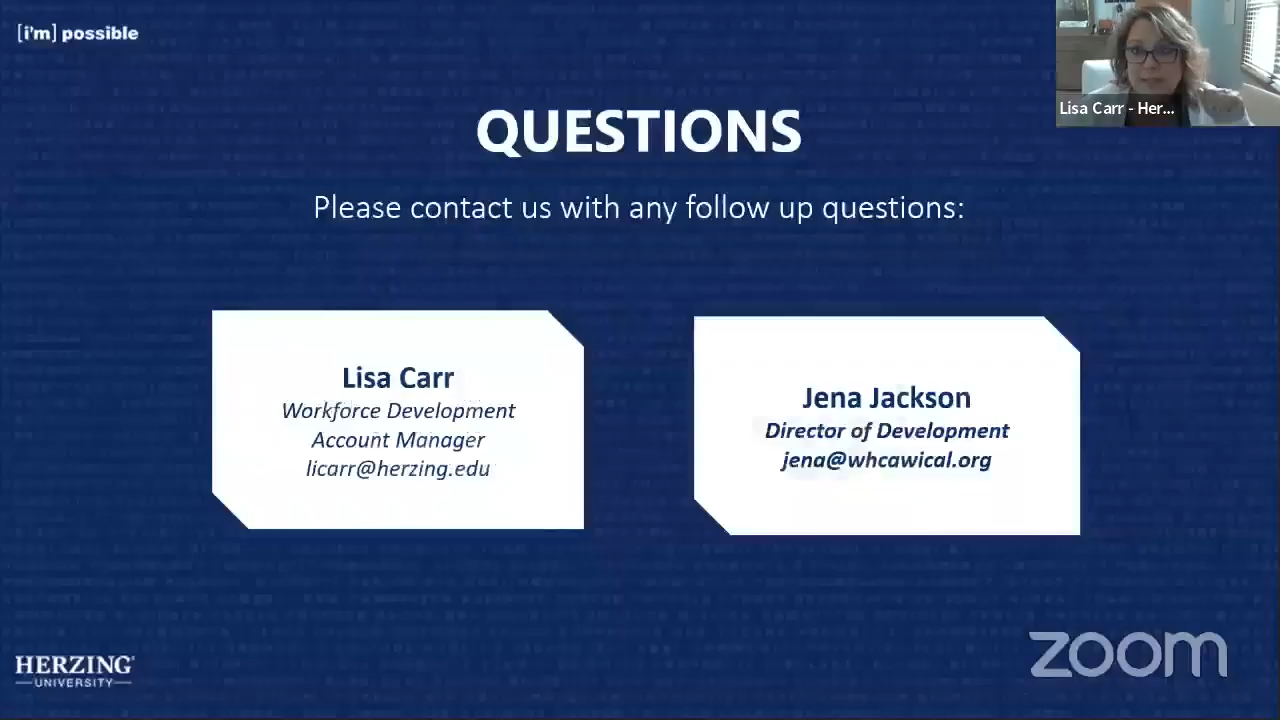 [i'm] possible
Lisa Carr - Her...
QUESTIONS
Please contact us with any follow up questions:
Lisa Carr
Workforce Development
Account Manager
licarr@herzing.edu
Jena Jackson
Director of Development
jena@whcawical.org
HERZING
UNIVERSITY
zoom